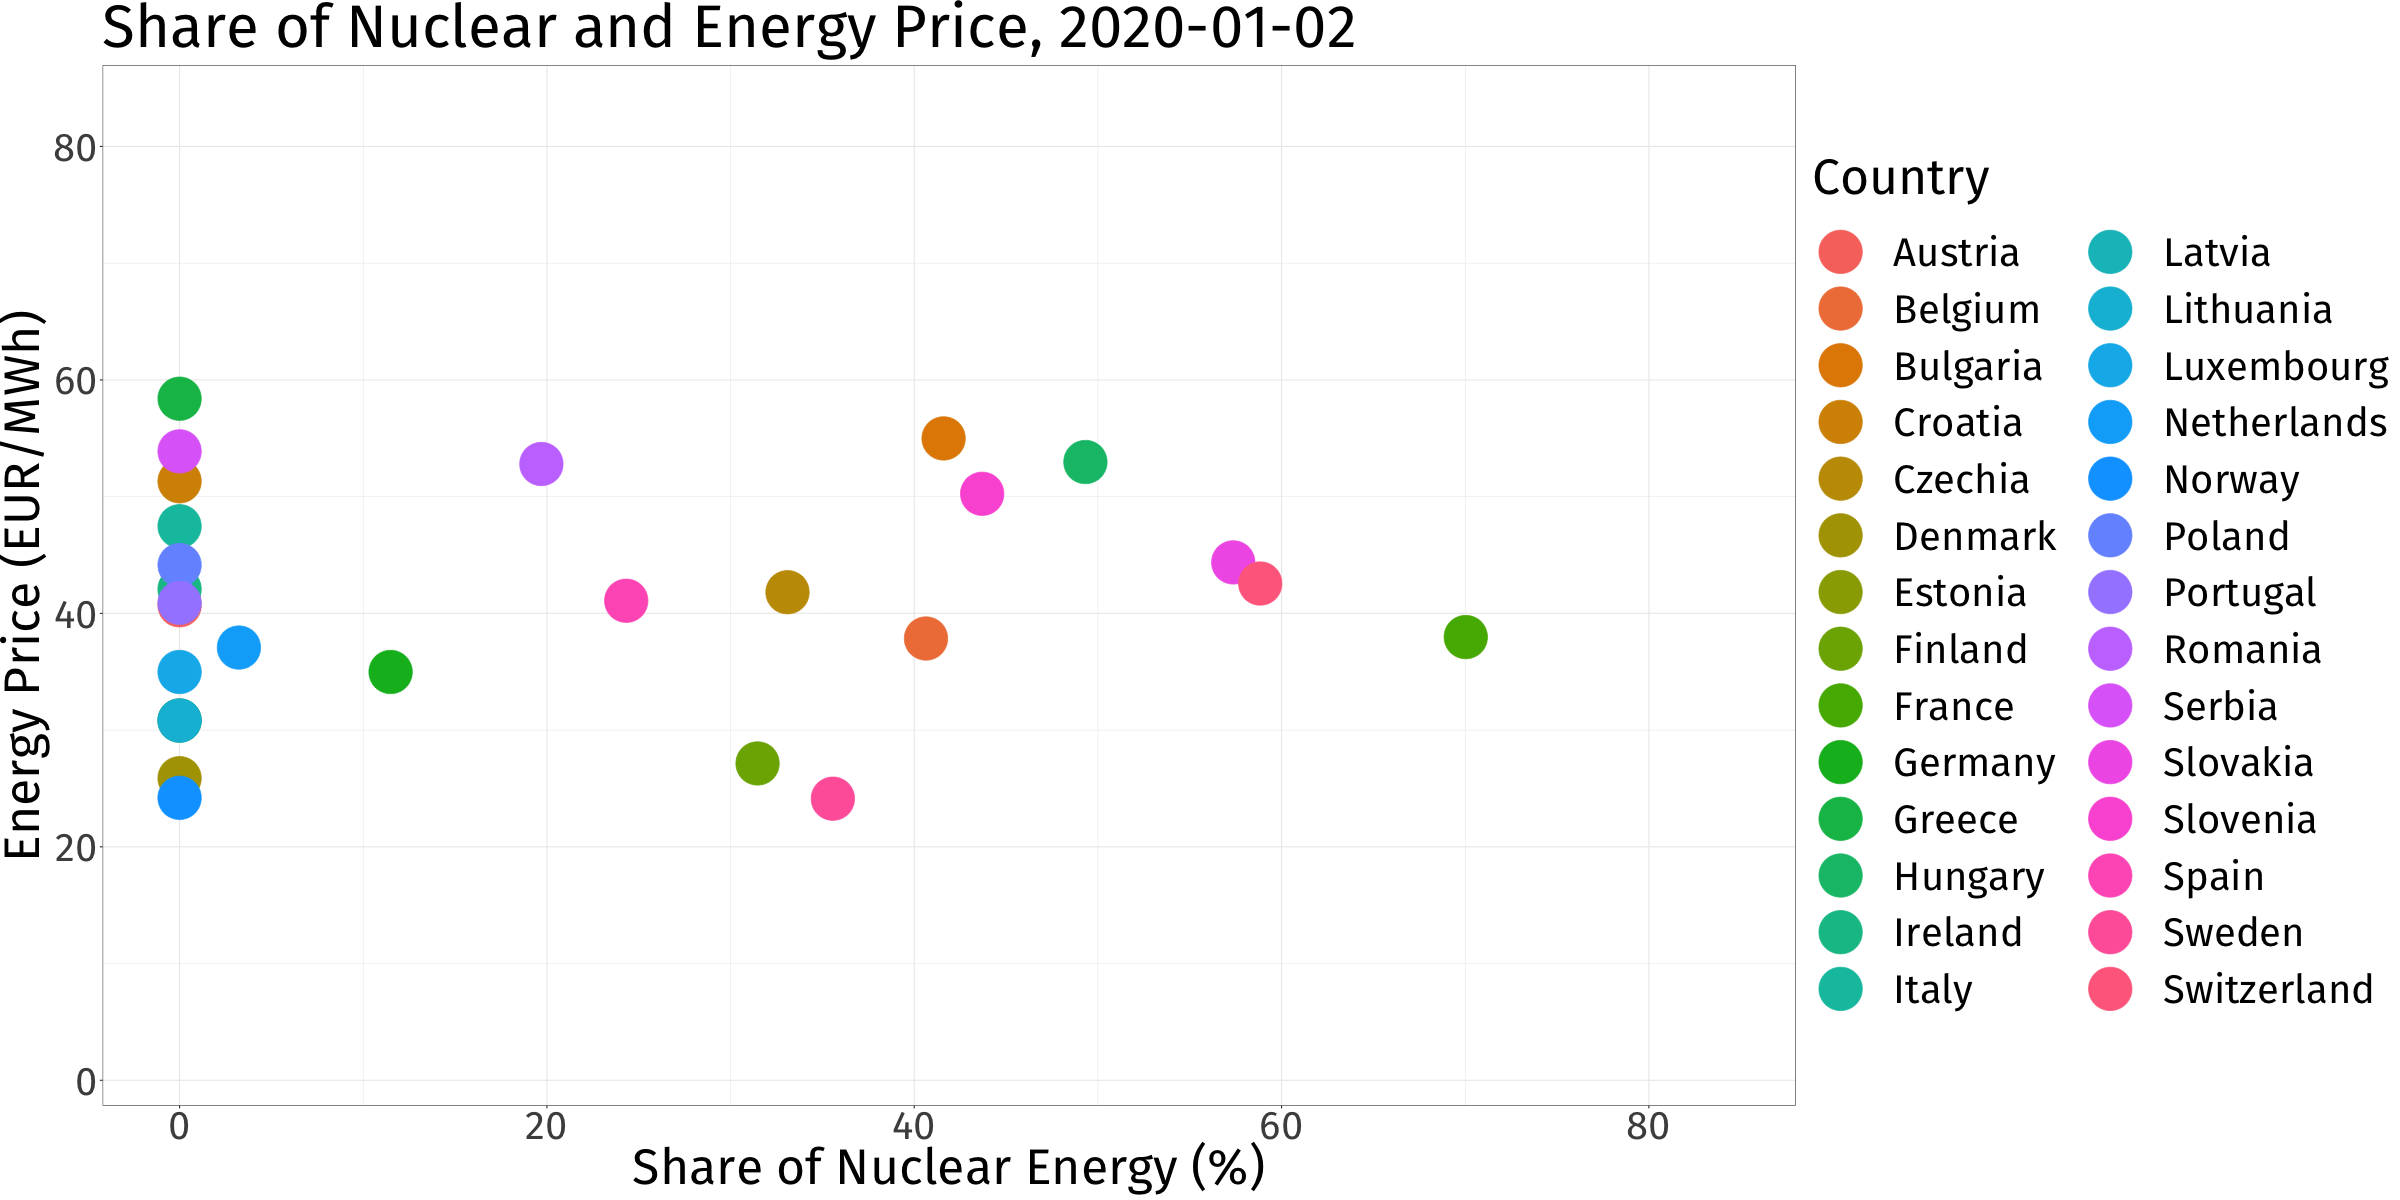 Share of Nuclear and Energy Price, 2020-01-02
Energy Price (EUR/MWh)
80
60
40
20
0
0
20
40
60
80
Share of Nuclear Energy (%)
Country
Austria
Belgium
Bulgaria
Croatia
Czechia
Denmark
Estonia
Finland
France
Germany
Greece
Hungary
Ireland
Italy
Latvia
Lithuania
Luxembourg
Netherlands
Norway
Poland
Portugal
Romania
Serbia
Slovakia
Slovenia
Spain
Sweden
Switzerland